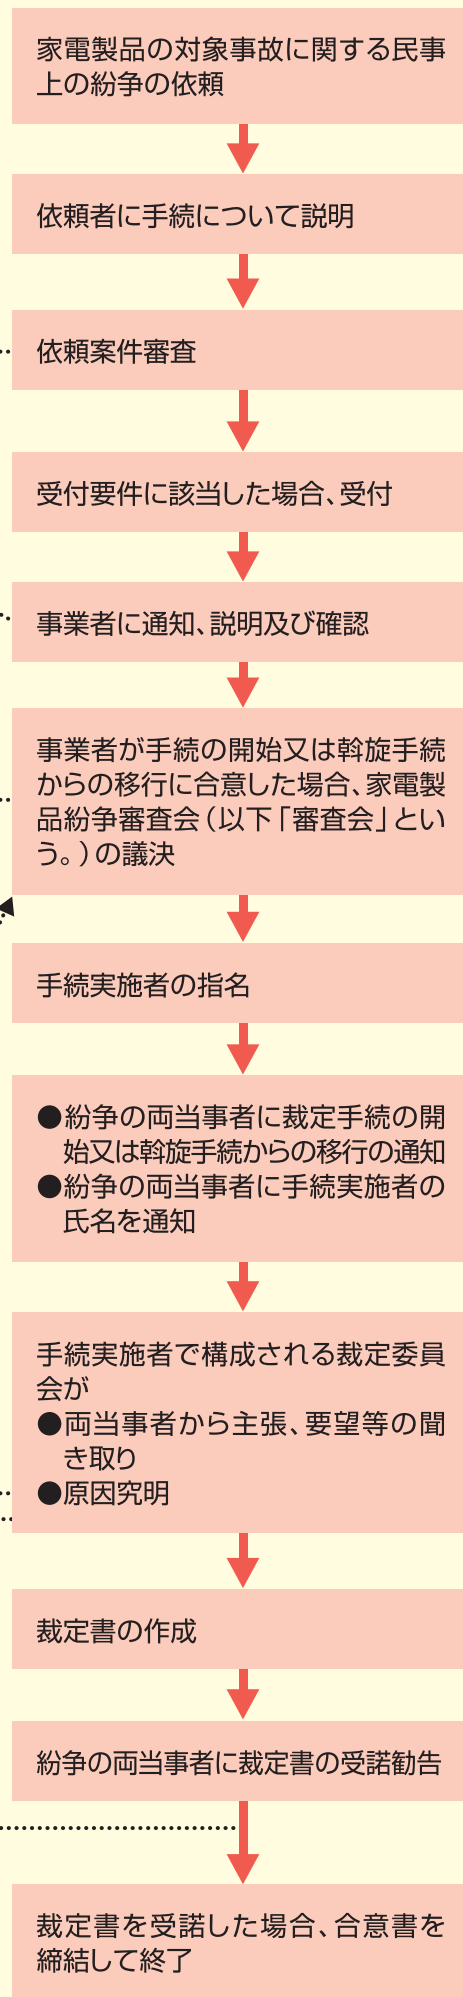 家電製品の対象事故に関する民事
上の紛争の依頼
依頼者に手続について説明
依頼案件審査
受付要件に該当した場合、受付
事業者に通知、説明及び確認
事業者が手続の開始又は斡旋手続
からの移行に合意した場合、家電製
品紛争審査会(以下「審査会」とい
う。)の議決
手続実施者の指名
●紛争の両当事者に裁定手続の開
始又は斡旋手続からの移行の通知
●紛争の両当事者に手続実施者の
氏名を通知
手続実施者で構成される裁定委員
会が
●両当事者から主張、要望等の聞
き取り
●原因究明
裁定書の作成
紛争の両当事者に裁定書の受諾勧告
裁定書を受諾した場合、合意書を
締結して終了